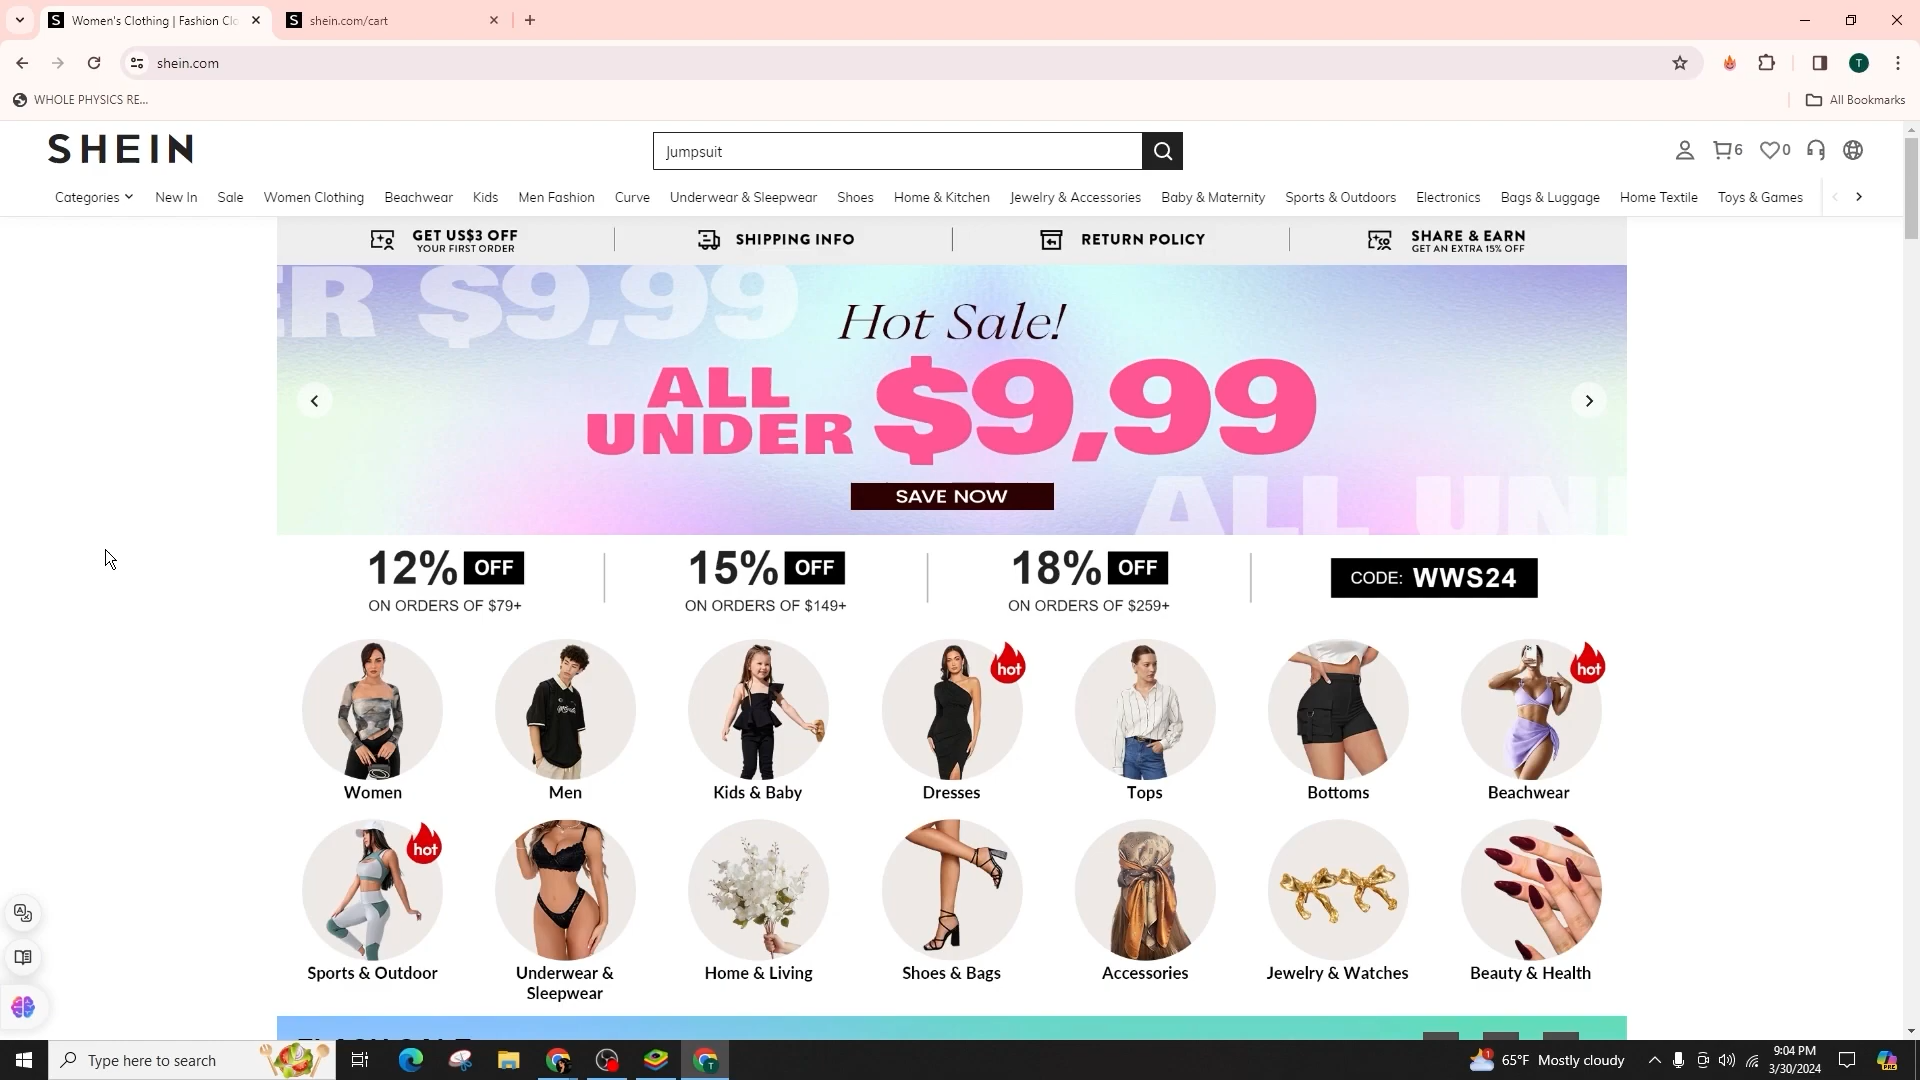 Women's Clothing | Fashion Clo
shein.com/cart
shein.com
T
WHOLE PHYSICS RE...
All Bookmarks
SHEIN
Jumpsuit
6
0
Categories
New In
Sale
Women Clothing
Beachwear
Kids
Men Fashion
Curve
Underwear & Sleepwear
Shoes
Home & Kitchen
Jewelry & Accessories
Baby & Maternity
Sports & Outdoors
Electronics
Bags & Luggage
Home Textile
Toys & Games
GET US$3 OFF
YOUR FIRST ORDER
SHIPPING INFO
RETURN POLICY
SHARE & EARN
GET AN EXTRA 15% OFF
ER $9,99
Hot Sale!
ALL
UNDER
$9,99
SAVE NOW
ALL UN
12% OFF
ON ORDERS OF $79+
15% OFF
ON ORDERS OF $149+
18% OFF
ON ORDERS OF $259+
CODE: WWS24
hot
hot
Women
Men
Kids & Baby
Dresses
Tops
Bottoms
Beachwear
hot
Sports & Outdoor
Underwear &
Sleepwear
Home & Living
Shoes & Bags
Accessories
Jewelry & Watches
Beauty & Health
Type here to search
65°F Mostly cloudy
9:04 PM
3/30/2024